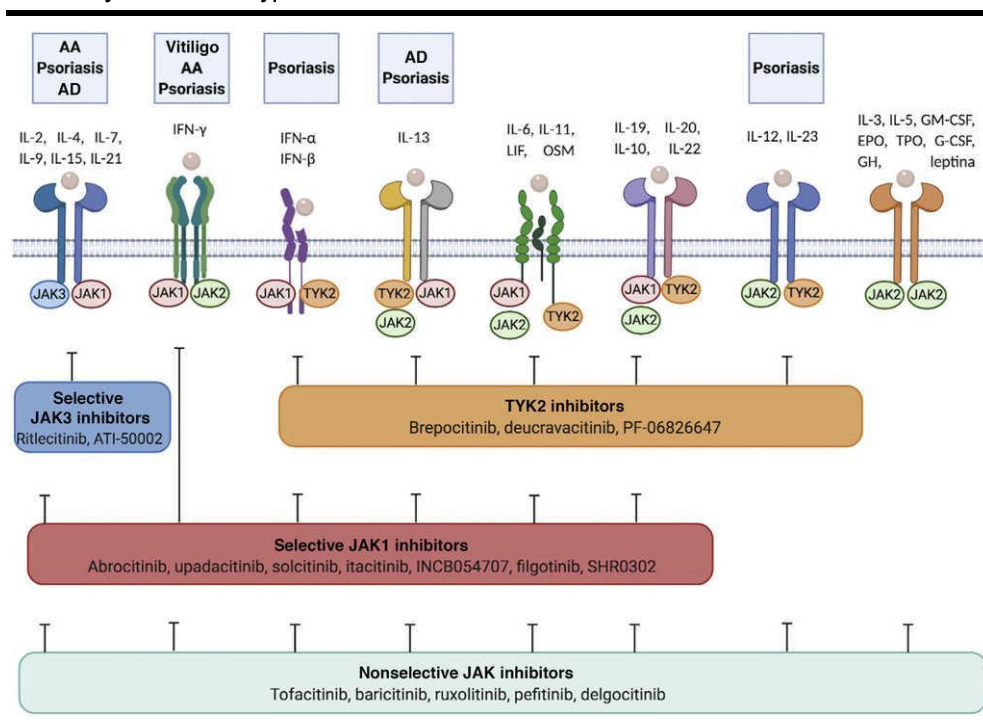 AA
Psoriasis
AD
Vitiligo
AA
Psoriasis
Psoriasis
AD
Psoriasis
Psoriasis
IL-2, IL-4, IL-7,
IL-9, IL-15, IL-21
IFN-γ
IFN-α
IFN-β
IL-13
IL-6, IL-11,
LIF, OSM
IL-19, IL-20,
IL-10, IL-22
IL-12, IL-23
IL-3, IL-5, GM-CSF,
EPO, TPO, G-CSF,
GH, leptina
JAK3 JAK1
JAK1 JAK2
JAK1 TYK2
TYK2 JAK1
JAK2
JAK1
JAK2
TYK2
JAK1 TYK2
JAK2
JAK2 TYK2
JAK2 JAK2
Selective
JAK3 inhibitors
Ritlecitinib, ATI-50002
TYK2 inhibitors
Brepocitinib, deucravacitinib, PF-06826647
Selective JAK1 inhibitors
Abrocitinib, upadacitinib, solcitinib, itacitinib, INCB054707, filgotinib, SHR0302
Nonselective JAK inhibitors
Tofacitinib, baricitinib, ruxolitinib, pefitinib, delgocitinib